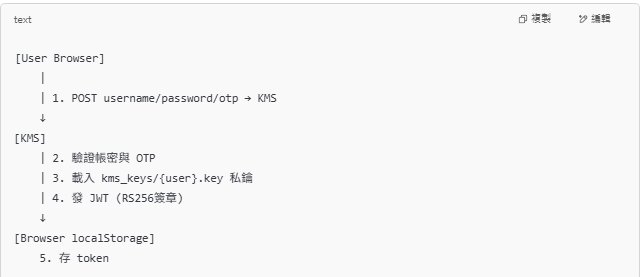 text 複製 編輯
[User Browser]
|
| 1. POST username/password/otp → KMS
↓
[KMS]
| 2. 驗證帳密與 OTP
| 3. 載入 kms_keys/{user}.key 私鑰
| 4. 發 JWT (RS256簽章)
↓
[Browser localStorage]
5. 存 token